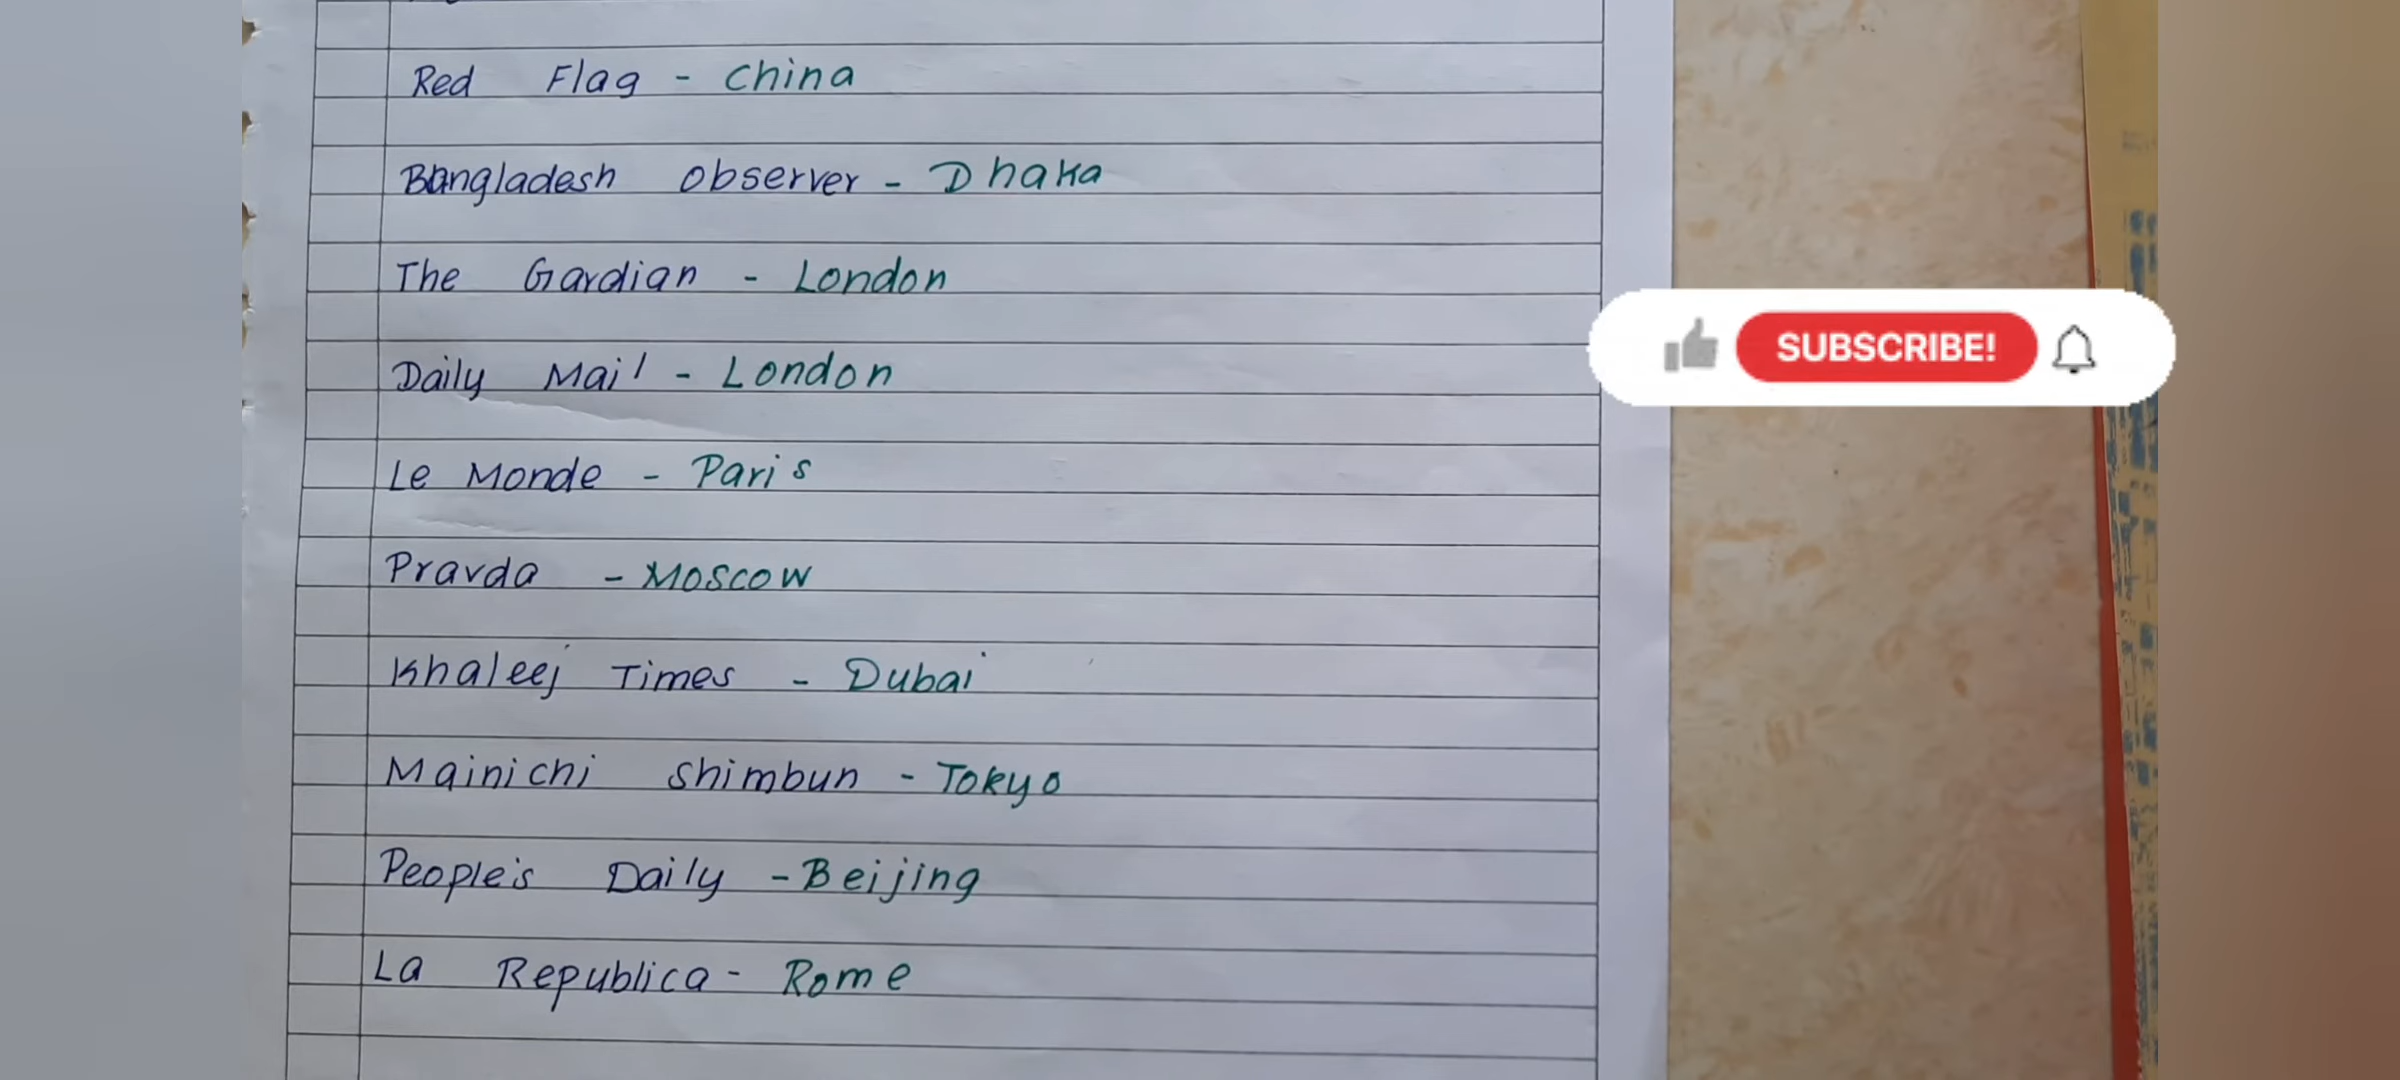 Red Flag - China
Bangladesh Observer - Dhaka
The Gardian - London
SUBSCRIBE!
Daily Mail - London
Le Monde - Paris
Pravda - Moscow
Khaleej Times - Dubai
Mainichi Shimbun - Tokyo
People's Daily - Beijing
La Republica - Rome